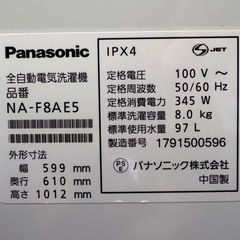 Panasonic
全自動電気洗濯機
品番
NA-F8AE5
外形寸法
幅 599 mm
奥行 610 mm
高さ 1012 mm
IPX4
S JET
定格電圧 100 V～
定格周波数 50/60 Hz
定格消費電力 345 W
標準洗濯容量 8.0 kg
標準使用水量 97 L
製造番号 1791500596
PS E パナソニック株式会社
中国製